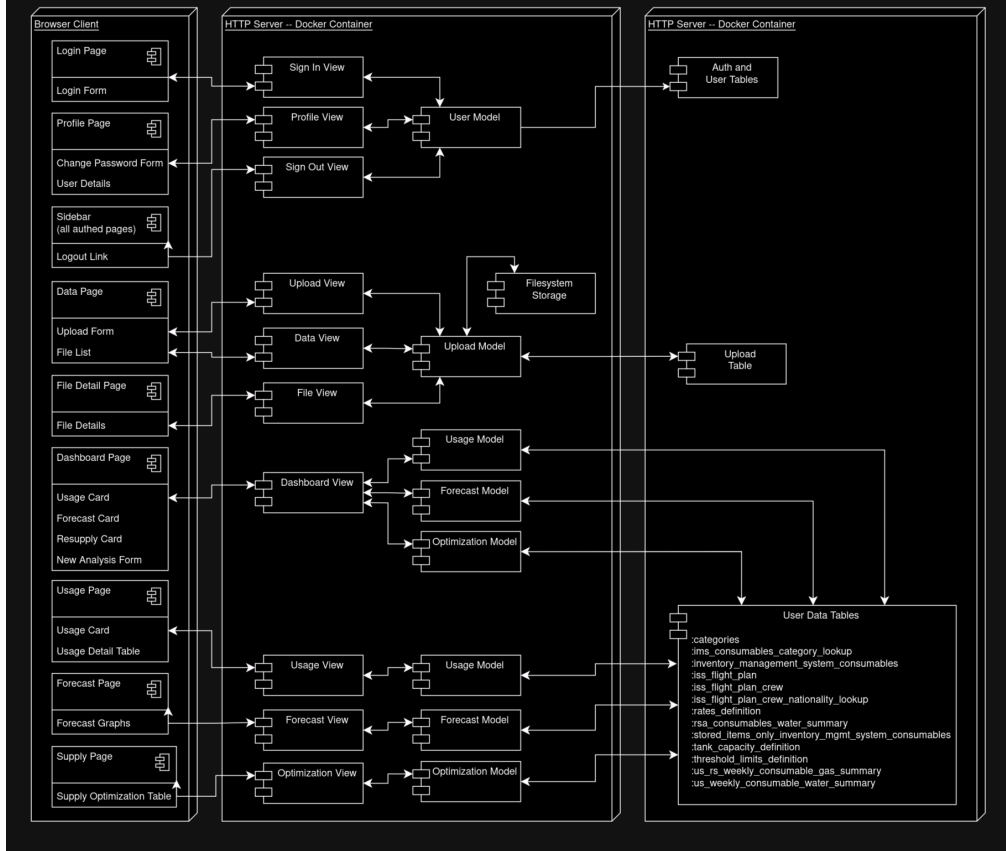 Browser Client
Login Page
Login Form
Profile Page
Change Password Form
User Details
Sidebar
(all authed pages)
Logout Link
Data Page
Upload Form
File List
File Detail Page
File Details
Dashboard Page
Usage Card
Forecast Card
Resupply Card
New Analysis Form
Usage Page
Usage Card
Usage Detail Table
Forecast Page
Forecast Graphs
Supply Page
Supply Optimization Table
HTTP Server -- Docker Container
Sign In View
Profile View
User Model
Sign Out View
Upload View
Filesystem
Storage
Data View
Upload Model
File View
Usage Model
Dashboard View
Forecast Model
Optimization Model
Usage View
Usage Model
Forecast View
Forecast Model
Optimization View
Optimization Model
HTTP Server -- Docker Container
Auth and
User Tables
Upload
Table
User Data Tables
:categories
:ims_consumables_category_lookup
:inventory_management_system_consumables
:iss_flight_plan
:iss_flight_plan_crew
:iss_flight_plan_crew_nationality_lookup
:rates_definition
:rsa_consumables_water_summary
:stored_items_only_inventory_mgmt_system_consumables
:tank_capacity_definition
:threshold_limits_definition
:us_rs_weekly_consumable_gas_summary
:us_weekly_consumable_water_summary